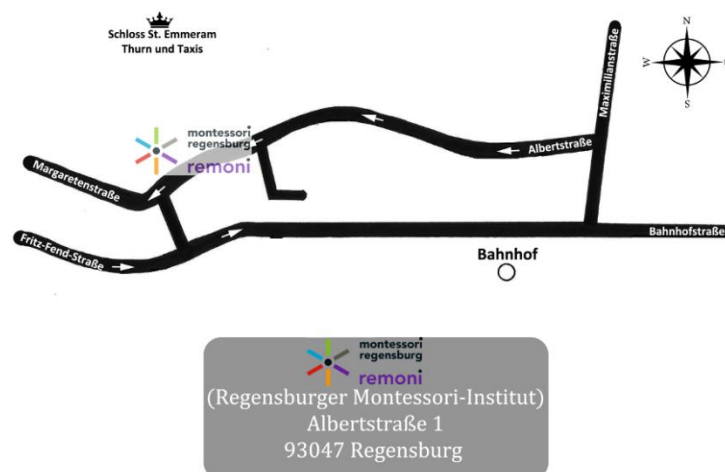 Schloss St. Emmeram
Thurn und Taxis
N
W
S
Maximilianstraße
montessori
regensburg
remoni
Albertstraße
Margaretenstraße
Fritz-Fend-Straße
Bahnhofstraße
Bahnhof
montessori
regensburg
remoni
(Regensburger Montessori-Institut)
Albertstraße 1
93047 Regensburg